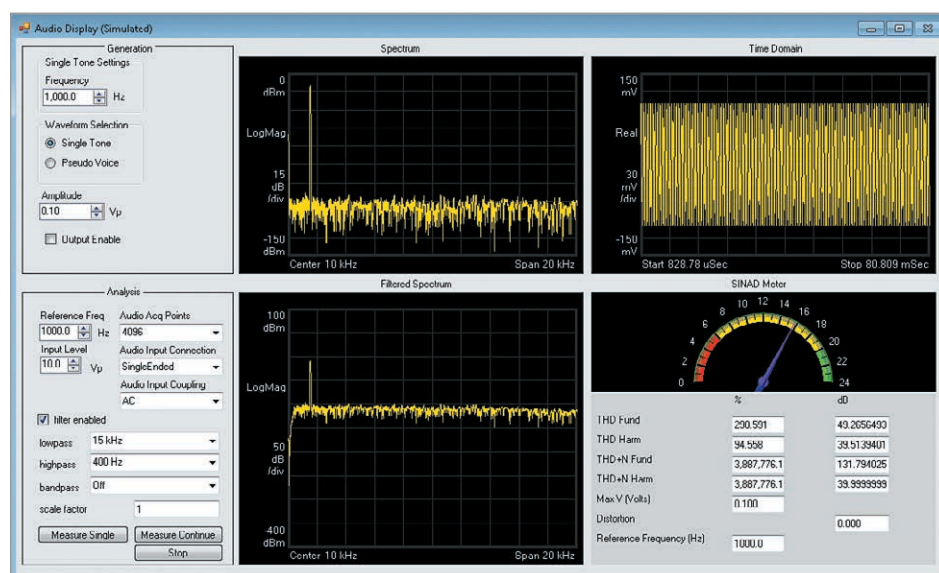 Audio Display (Simulated)
Generation
Single Tone Settings
Frequency
1,000.0 Hz
Waveform Selection
Single Tone
Pseudo Voice
Amplitude
0.10 Vp
Output Enable
Spectrum
0
dBm
LogMag
15
dB
/div
-150
dBm
Center 10 kHz Span 20 kHz
Time Domain
150
mV
Real
30
mV
/div
-150
mV
Start 828.78 uSec Stop 80.809 mSec
Analysis
Reference Freq Audio Acq Points
1000.0 Hz 4096
Input Level Audio Input Connection
10.0 Vp SingleEnded
Audio Input Coupling
AC
filter enabled
lowpass 15 kHz
highpass 400 Hz
bandpass Off
scale factor 1
Measure Single Measure Continue
Stop
Filtered Spectrum
100
dBm
LogMag
50
dB
/div
-400
dBm
Center 10 kHz Span 20 kHz
SINAD Meter
0 2 4 6 8 10 12 14 16 18 20 22 24
% dD
THD Fund 290.591 49.2656493
THD Harm 94.558 39.5139401
THD+N Fund 3,887,776.1 131.794025
THD+N Harm 3,887,776.1 39.9999999
Max V (Volts) 0.100
Distortion 0.000
Reference Frequency (Hz) 1000.0